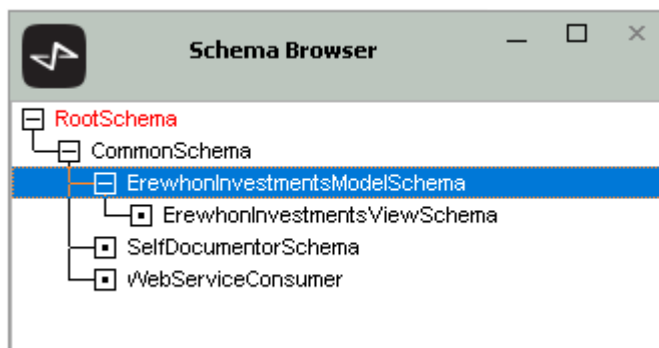 Schema Browser
RootSchema
CommonSchema
ErewhonInvestmentsModelSchema
ErewhonInvestmentsViewSchema
SelfDocumentorSchema
WebServiceConsumer